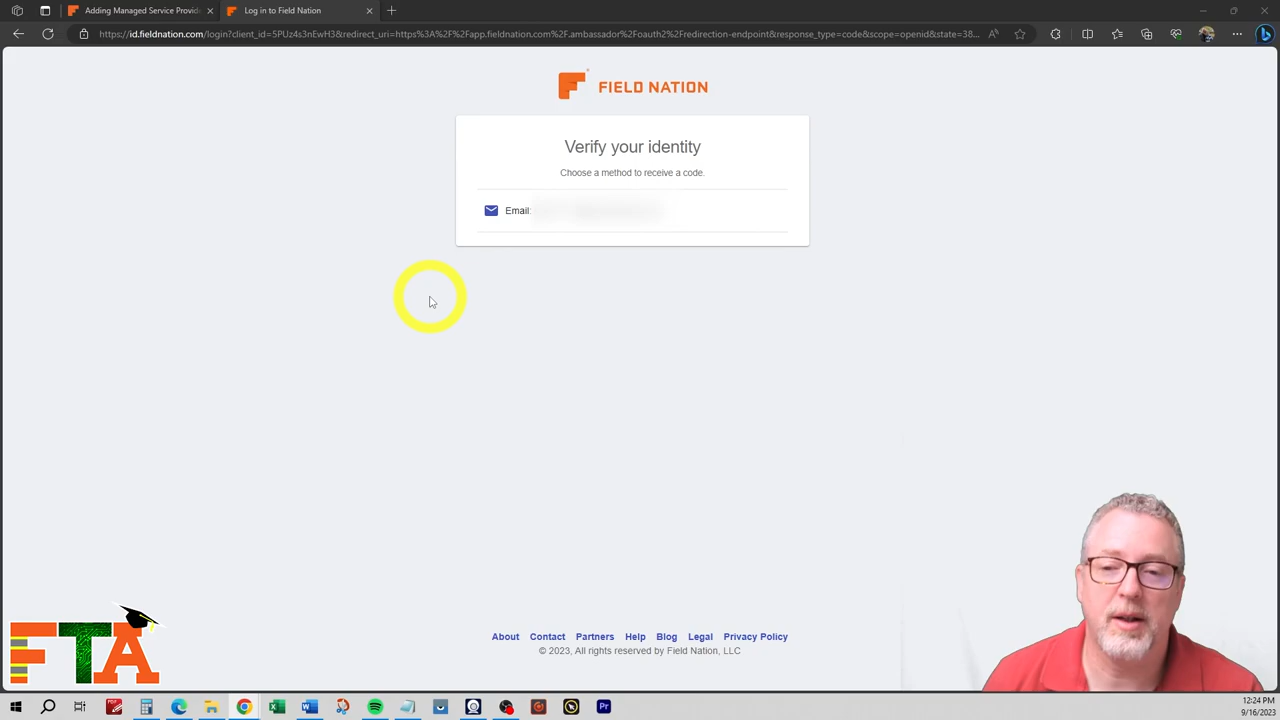 Adding Managed Service Provid
Log in to Field Nation
https://id.fieldnation.com/login?client_id=5PUz4s3nEwH3&redirect_uri=https%3A%2F%2Fapp.fieldnation.com%2F.ambassador%2Foauth2%2Fredirection-endpoint&response_type=code&scope=openid&state=38...
FIELD NATION
Verify your identity
Choose a method to receive a code.
Email:
FTA
About Contact Partners Help Blog Legal Privacy Policy
© 2023, All rights reserved by Field Nation, LLC
12:24 PM
9/16/2023